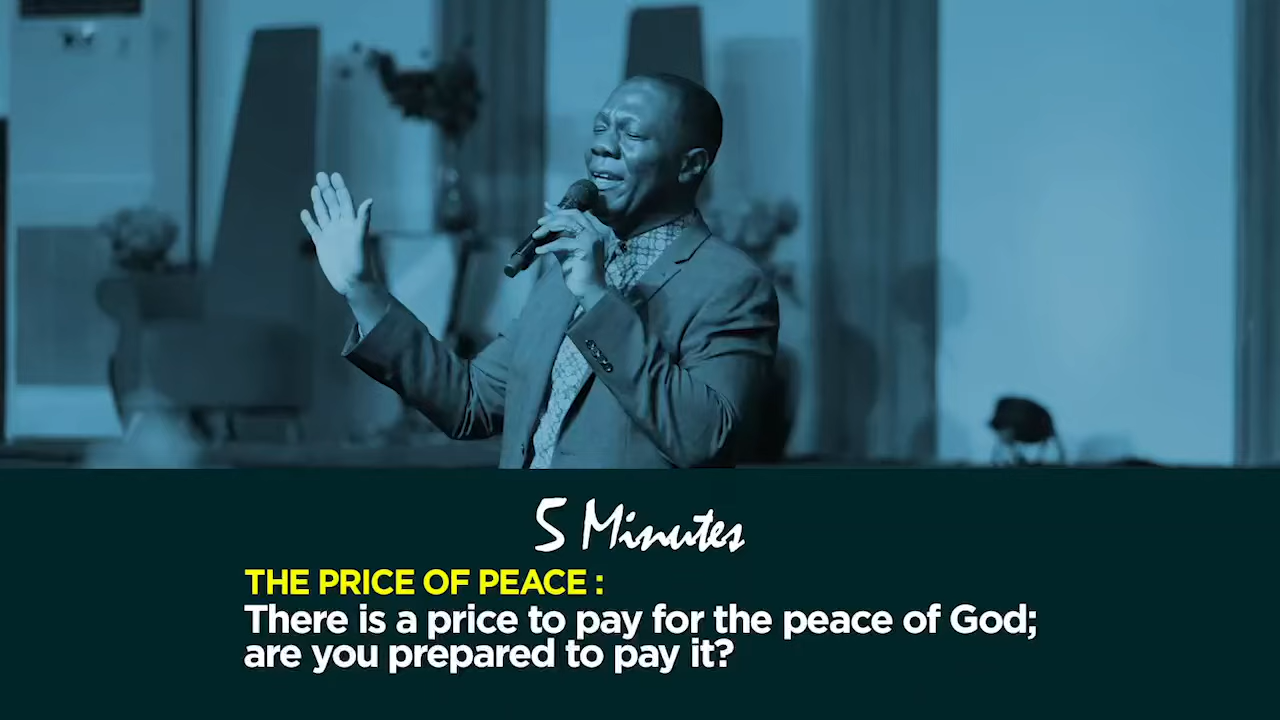 5 Minutes
THE PRICE OF PEACE :
There is a price to pay for the peace of God;
are you prepared to pay it?